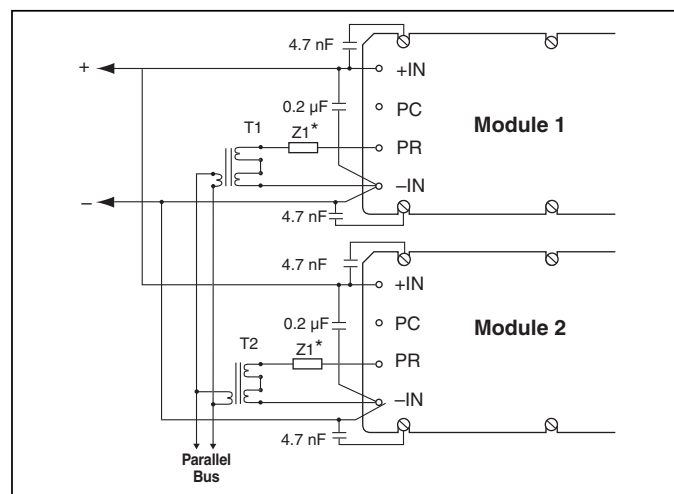 4.7 nF
+
+IN
0.2 µF
PC
Module 1
T1
Z1*
PR
–
–IN
4.7 nF
4.7 nF
+IN
0.2 µF
PC
Module 2
T2
Z1*
PR
–IN
4.7 nF
Parallel
Bus